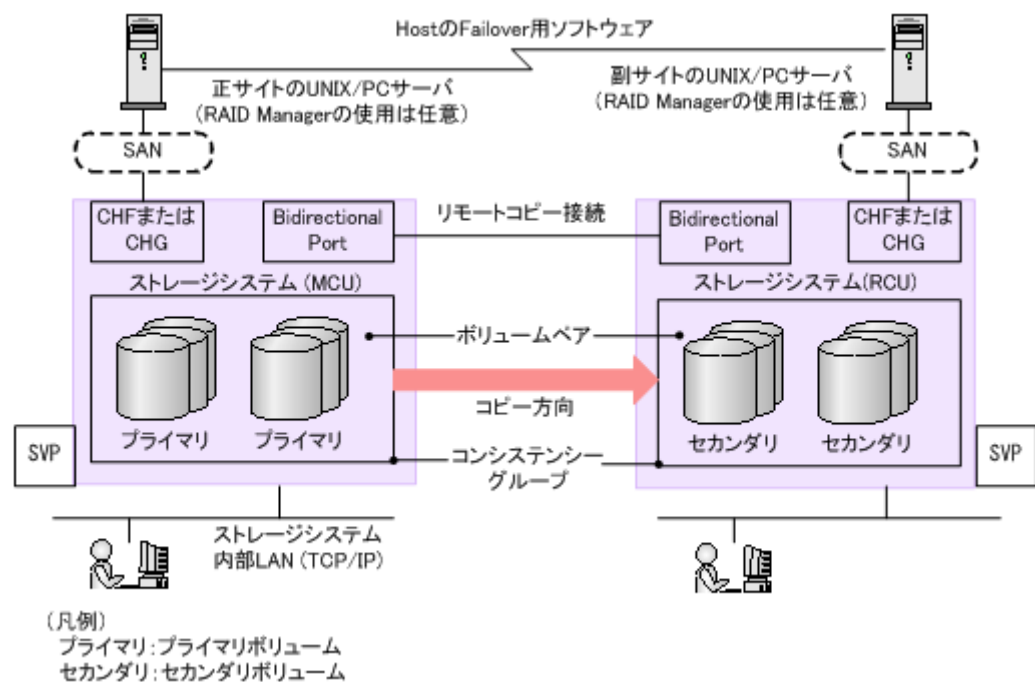 HostのFailover用ソフトウェア
正サイトのUNIX/PCサーバ
(RAID Managerの使用は任意)
副サイトのUNIX/PCサーバ
(RAID Managerの使用は任意)
SAN
SAN
CHFまたは
CHG
Bidirectional
Port
リモートコピー接続
Bidirectional
Port
CHFまたは
CHG
ストレージシステム (MCU)
ストレージシステム(RCU)
ボリュームペア
コピー方向
プライマリ
プライマリ
セカンダリ
セカンダリ
SVP
コンシステンシー
グループ
SVP
ストレージシステム
内部LAN (TCP/IP)
(凡例)
プライマリ:プライマリボリューム
セカンダリ:セカンダリボリューム